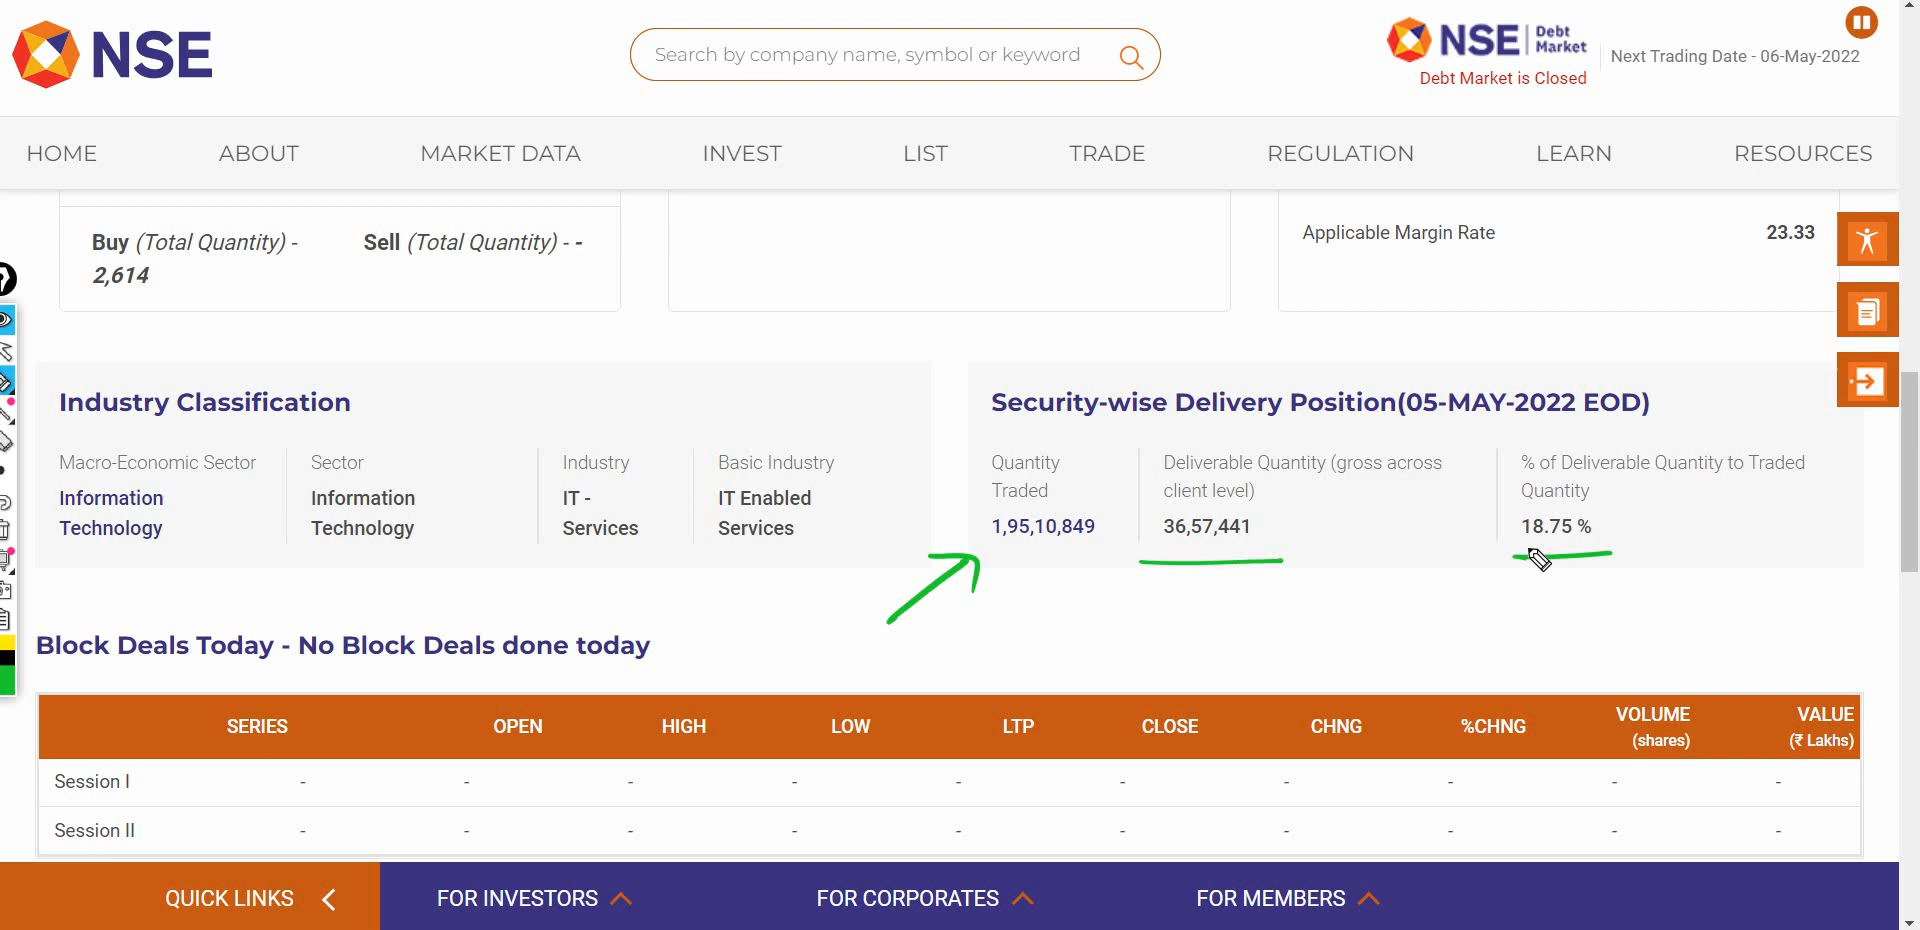 NSE
Search by company name, symbol or keyword
NSE Debt Market
Debt Market is Closed
Next Trading Date - 06-May-2022
HOME ABOUT MARKET DATA INVEST LIST TRADE REGULATION LEARN RESOURCES
Buy (Total Quantity) -
2,614
Sell (Total Quantity) - -
Applicable Margin Rate 23.33
Industry Classification
Macro-Economic Sector
Information
Technology
Sector
Information
Technology
Industry
IT -
Services
Basic Industry
IT Enabled
Services
Security-wise Delivery Position(05-MAY-2022 EOD)
Quantity
Traded
1,95,10,849
Deliverable Quantity (gross across
client level)
36,57,441
% of Deliverable Quantity to Traded
Quantity
18.75 %
Block Deals Today - No Block Deals done today
SERIES OPEN HIGH LOW LTP CLOSE CHNG %CHNG VOLUME (shares) VALUE (₹ Lakhs)
Session I - - - - - - - - - -
Session II - - - - - - - - - -
QUICK LINKS FOR INVESTORS FOR CORPORATES FOR MEMBERS